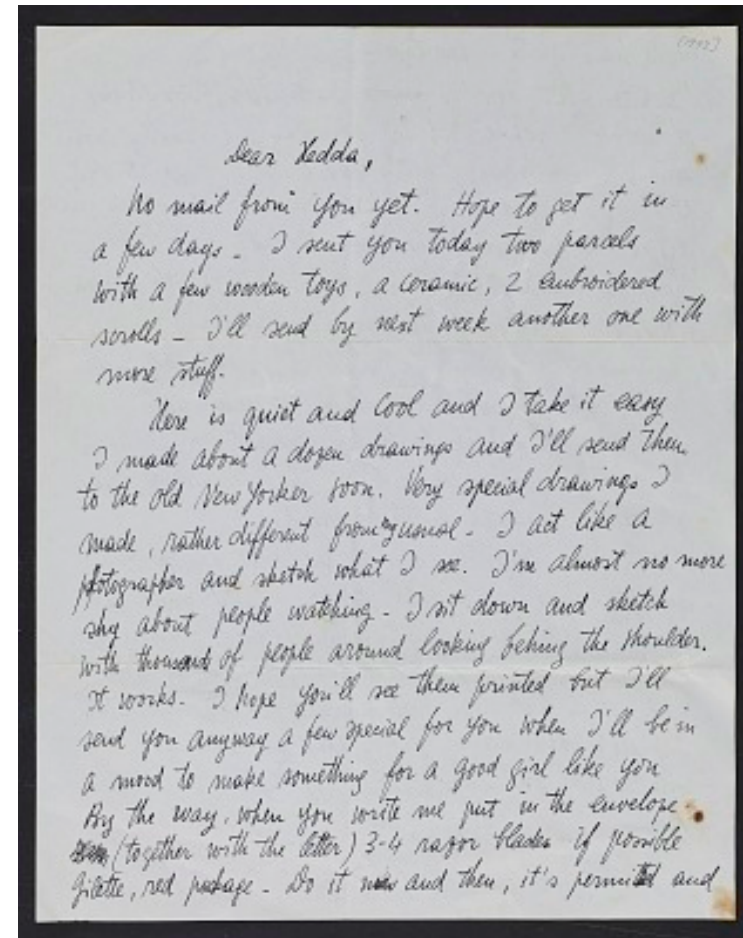 [1943]
Dear Hedda,
No mail from you yet. Hope to get it in
a few days - I sent you today two parcels
with a few wooden toys, a ceramic, 2 embroidered
scrolls - I'll send by next week another one with
more stuff.
Here is quiet and cool and I take it easy
I made about a dozen drawings and I'll send them
to the old New Yorker soon. Very special drawings I
made, rather different from my usual - I act like a
photographer and sketch what I see. I'm almost no more
shy about people watching - I sit down and sketch
with thousands of people around looking behing the shoulder.
It works. I hope you'll see them printed but I'll
send you anyway a few special for you when I'll be in
a mood to make something for a good girl like you
By the way, when you write me put in the envelope
(together with the letter) 3-4 razor blades if possible
Gilette, red package - Do it now and then, it's permitted and